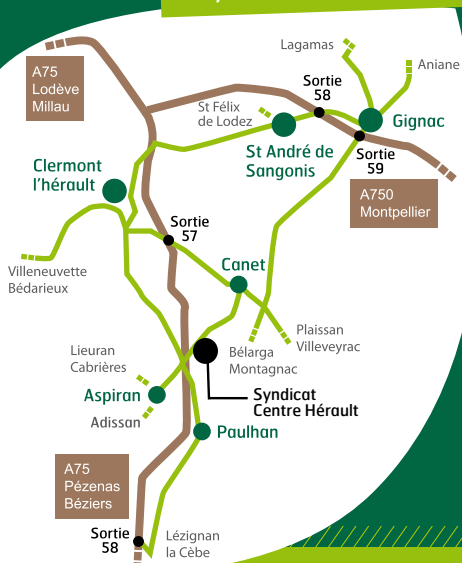 Lagamas
Aniane
A75
Lodève
Millau
Sortie
58
St Félix
de Lodez
Gignac
St André de
Sangonis
Sortie
59
Clermont
l'hérault
A750
Montpellier
Sortie
57
Canet
Villeneuvette
Bédarieux
Plaissan
Villeveyrac
Lieuran
Cabrières
Bélarga
Montagnac
Aspiran
Syndicat
Centre Hérault
Adissan
Paulhan
A75
Pézenas
Béziers
Sortie
58
Lézignan
la Cèbe